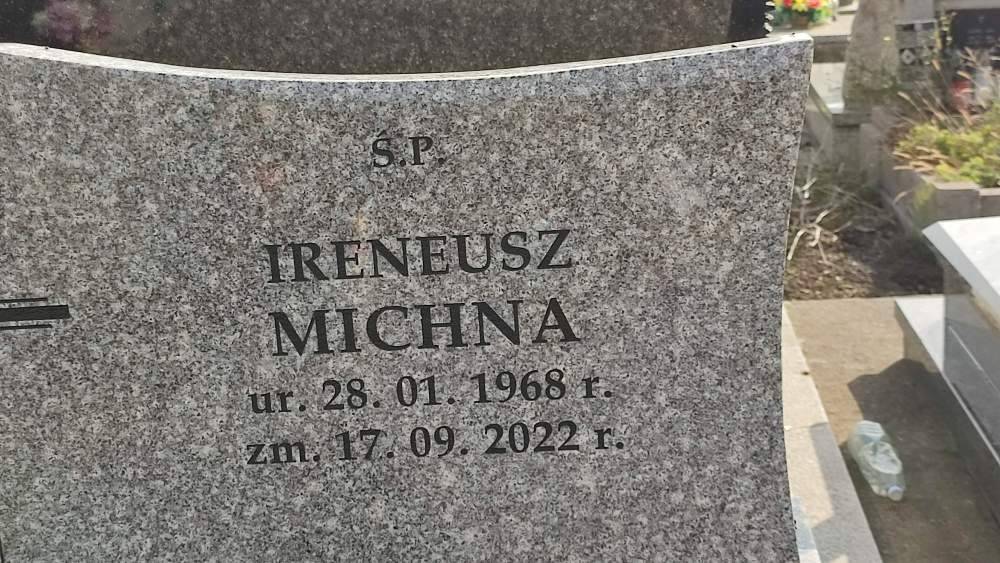 Ś.P.
IRENEUSZ
MICHNA
ur. 28. 01. 1968 r.
zm. 17. 09. 2022 r.